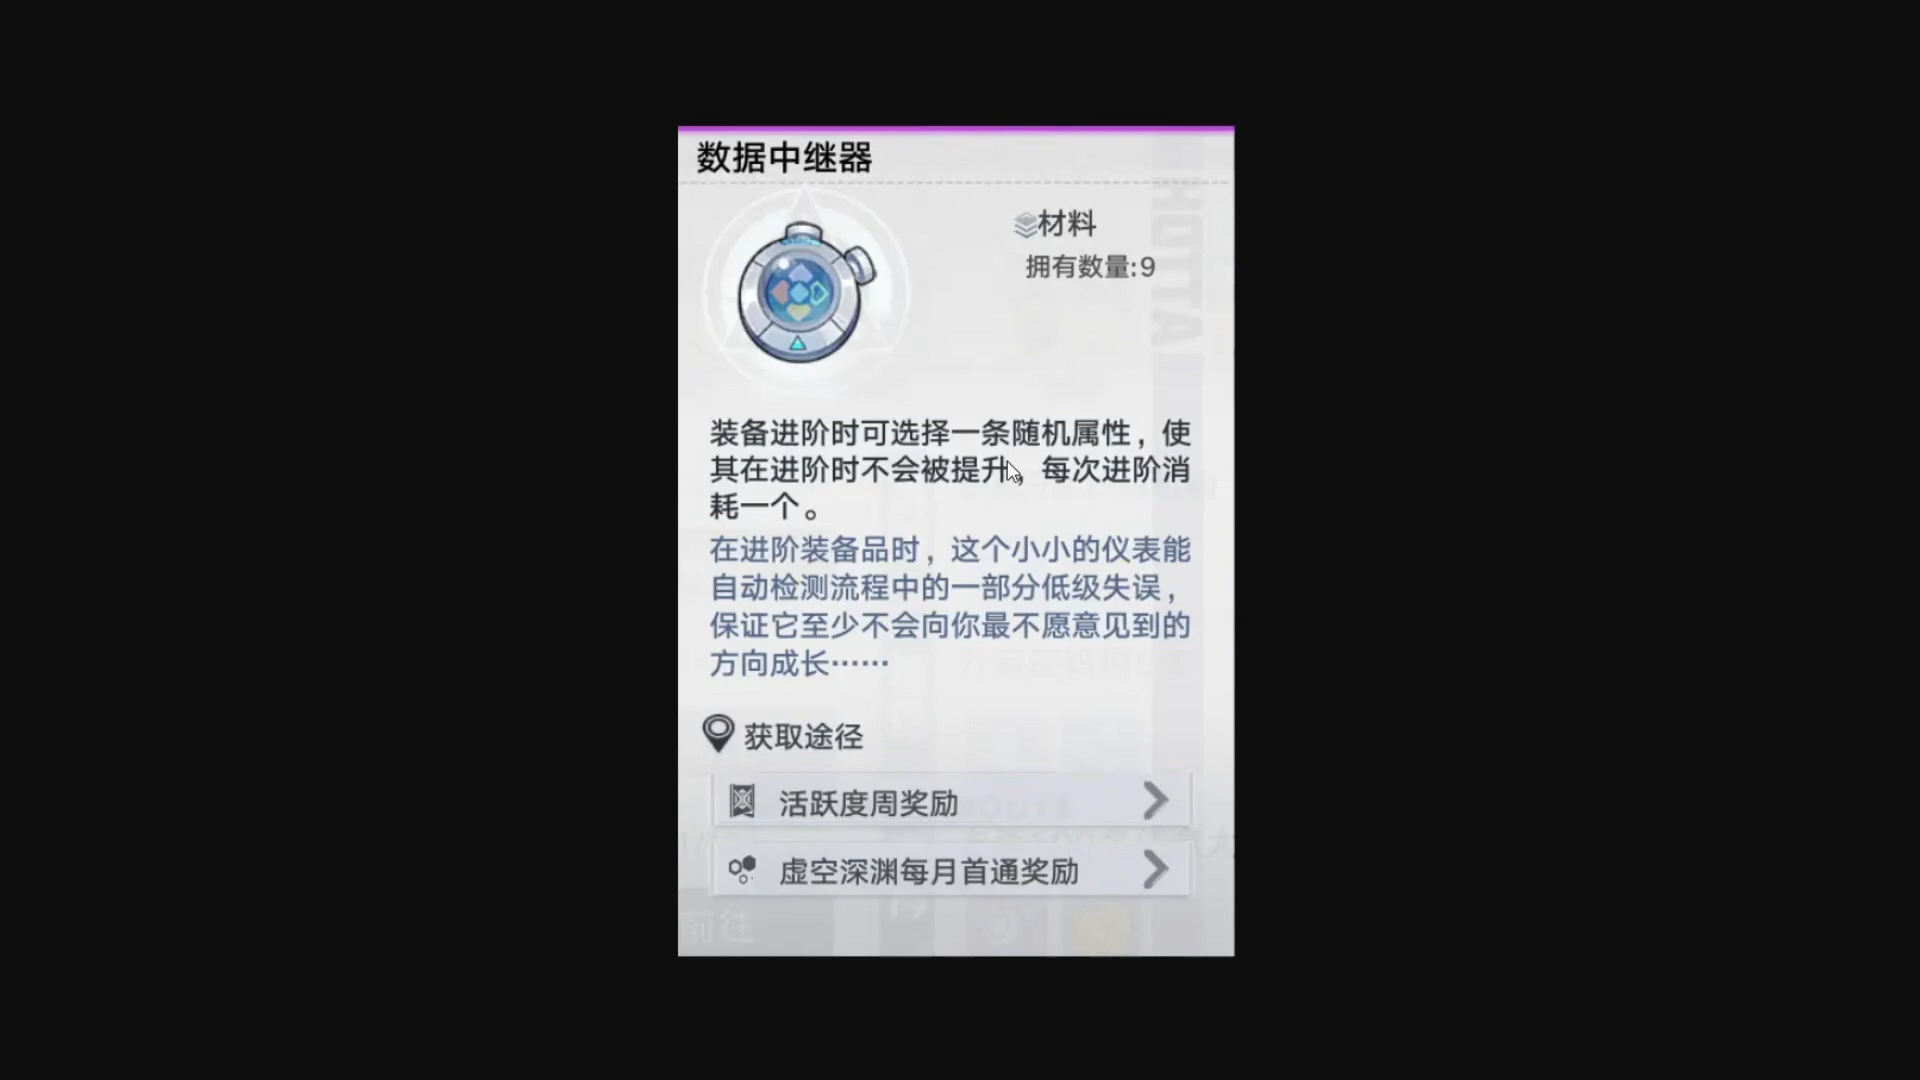 数据中继器
材料
拥有数量:9
HOTTA
装备进阶时可选择一条随机属性，使
其在进阶时不会被提升，每次进阶消
耗一个。
在进阶装备品时，这个小小的仪表能
自动检测流程中的一部分低级失误，
保证它至少不会向你最不愿意见到的
方向成长……
获取途径
活跃度周奖励
虚空深渊每月首通奖励
前往